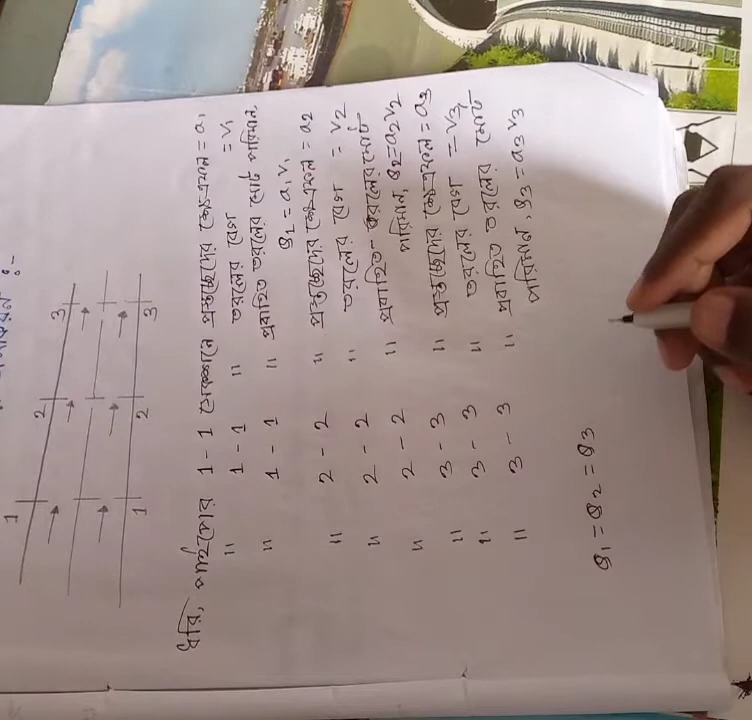 1 2 3
1 2 3
ধরি, পাইপের 1 - 1 সেকশনে প্রস্থচ্ছেদের ক্ষেত্রফল = a₁
" 1 - 1 " তরলের বেগ = v₁
" 1 - 1 " প্রবাহিত তরলের মোট পরিমান,
Q₁ = a₁v₁
" 2 - 2 " প্রস্থচ্ছেদের ক্ষেত্রফল = a₂
" 2 - 2 " তরলের বেগ = v₂
" 2 - 2 " প্রবাহিত তরলের মোট
পরিমান, Q₂ = a₂v₂
" 3 - 3 " প্রস্থচ্ছেদের ক্ষেত্রফল = a₃
" 3 - 3 " তরলের বেগ = v₃
" 3 - 3 " প্রবাহিত তরলের মোট
পরিমান, Q₃ = a₃v₃
Q₁ = Q₂ = Q₃